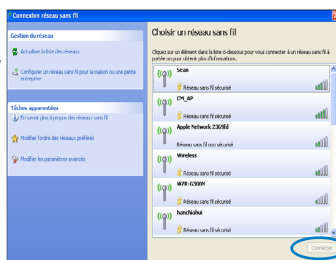 Connexion réseau sans fil
Gestion du réseau
Actualiser la liste des réseaux
Configurer un réseau sans fil pour la maison ou une petite
entreprise
Tâches apparentées
En savoir plus à propos des réseaux sans fil
Modifier l'ordre des réseaux préférés
Modifier les paramètres avancés
Choisir un réseau sans fil
Cliquez sur un élément dans la liste ci-dessous pour vous connecter à un réseau sans fil à
portée ou pour obtenir plus d'informations.
Sean
Réseau sans fil sécurisé
CM_AP
Réseau sans fil sécurisé
Apple Network 2369fd
Réseau sans fil non sécurisé
Wireless
Réseau sans fil sécurisé
WZR-G300N
Réseau sans fil sécurisé
hanchiahui
Réseau sans fil sécurisé
Connecter